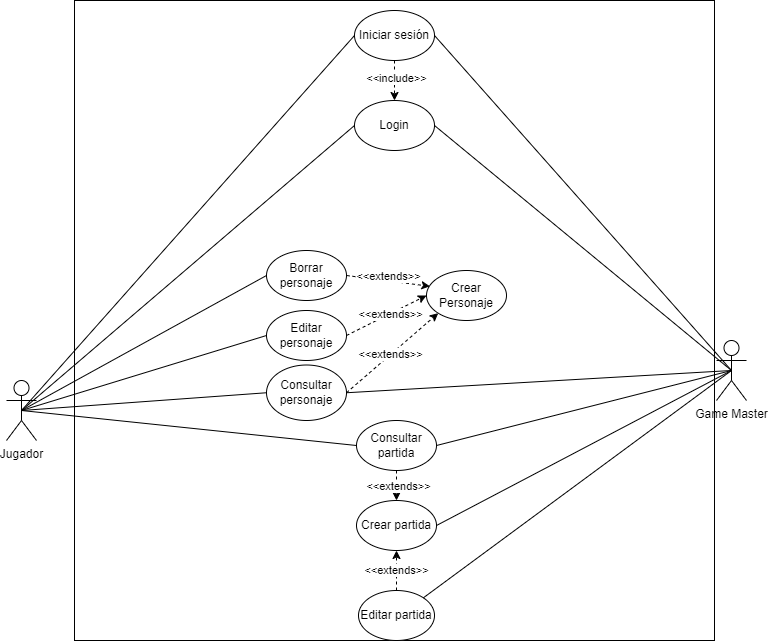 Iniciar sesión
<<include>>
Login
Borrar
personaje
<<extends>>
Crear
Personaje
Editar
personaje
<<extends>>
<<extends>>
Consultar
personaje
Game Master
Jugador
Consultar
partida
<<extends>>
Crear partida
<<extends>>
Editar partida